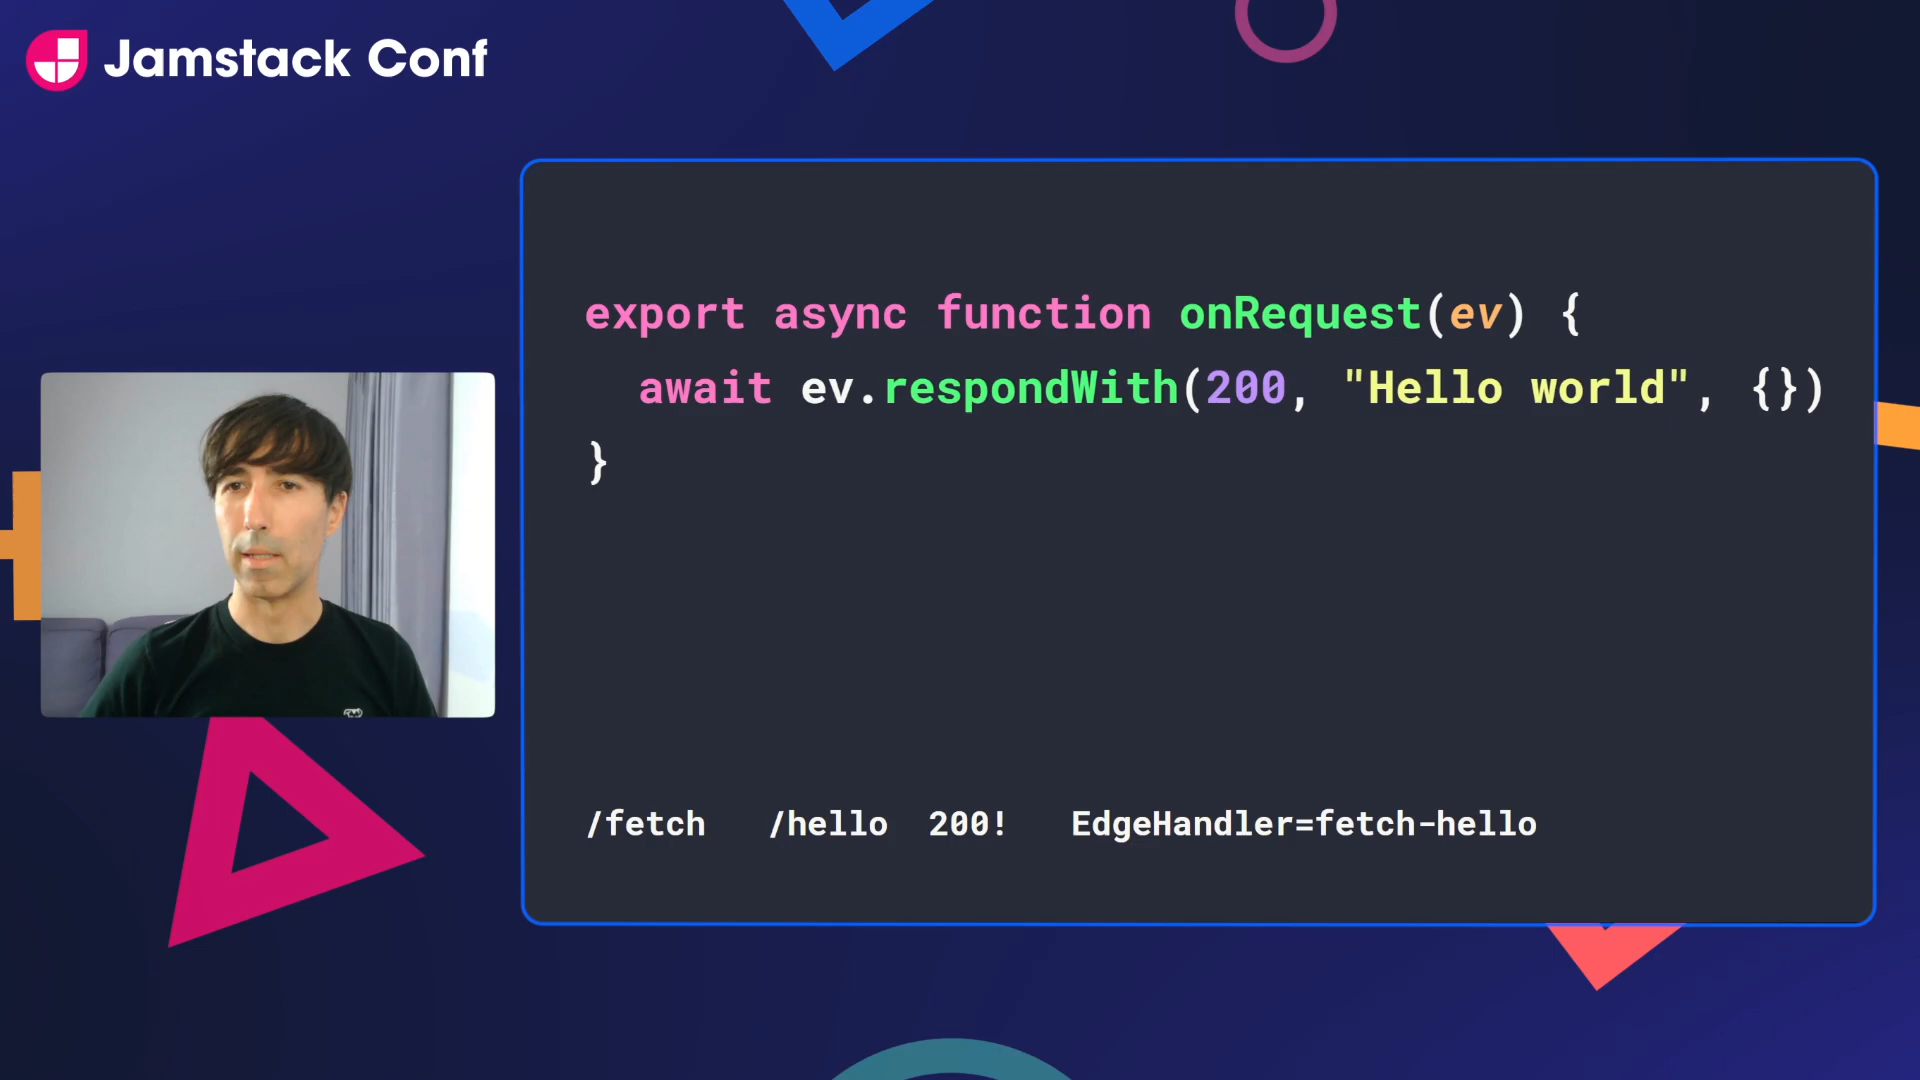 Jamstack Conf
export async function onRequest(ev) {
  await ev.respondWith(200, "Hello world", {})
}
/fetch   /hello  200!   EdgeHandler=fetch-hello